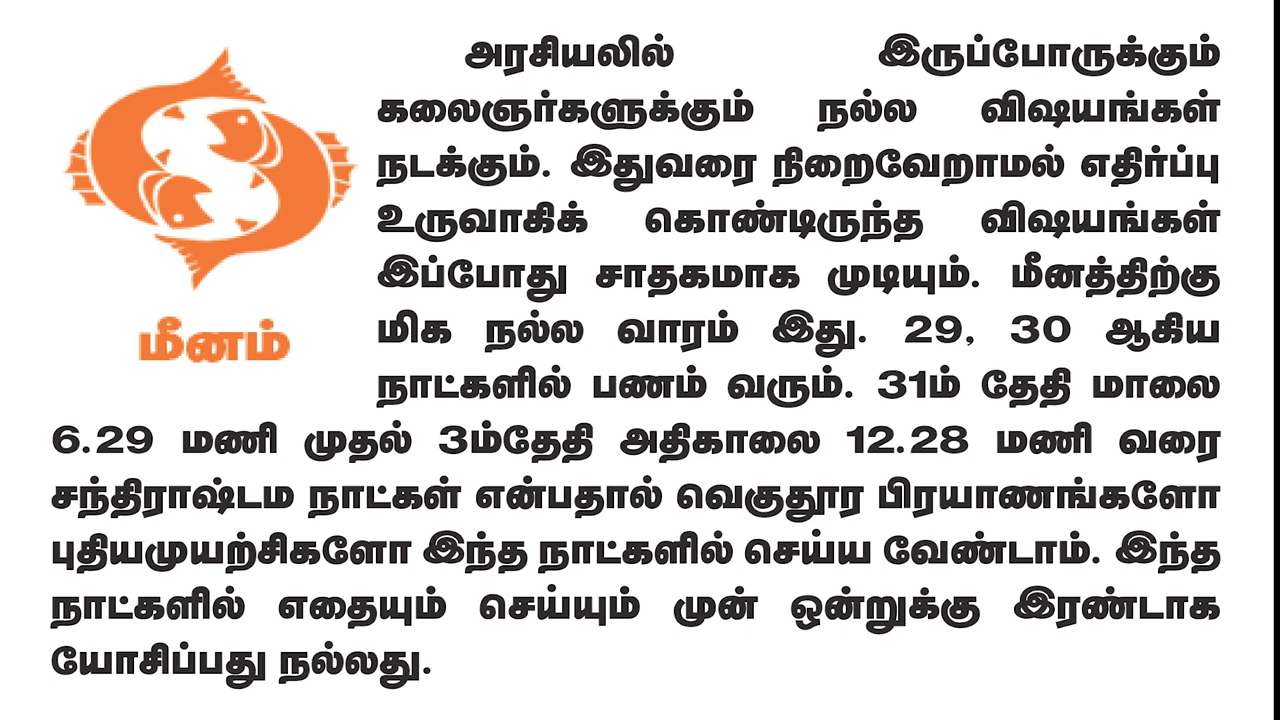 அரசியலில் இருப்போருக்கும்
கலைஞர்களுக்கும் நல்ல விஷயங்கள்
நடக்கும். இதுவரை நிறைவேறாமல் எதிர்ப்பு
உருவாகிக் கொண்டிருந்த விஷயங்கள்
இப்போது சாதகமாக முடியும். மீனத்திற்கு
மிக நல்ல வாரம் இது. 29, 30 ஆகிய
நாட்களில் பணம் வரும். 31ம் தேதி மாலை
6.29 மணி முதல் 3ம்தேதி அதிகாலை 12.28 மணி வரை
சந்திராஷ்டம நாட்கள் என்பதால் வெகுதூர பிரயாணங்களோ
புதியமுயற்சிகளோ இந்த நாட்களில் செய்ய வேண்டாம். இந்த
நாட்களில் எதையும் செய்யும் முன் ஒன்றுக்கு இரண்டாக
யோசிப்பது நல்லது.
மீனம்